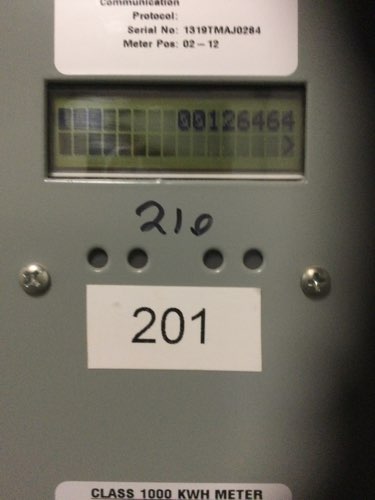 Communication
Protocol:
Serial No: 1319TMAJ0284
Meter Pos: 02-12
00126464
210
201
CLASS 1000 KWH METER